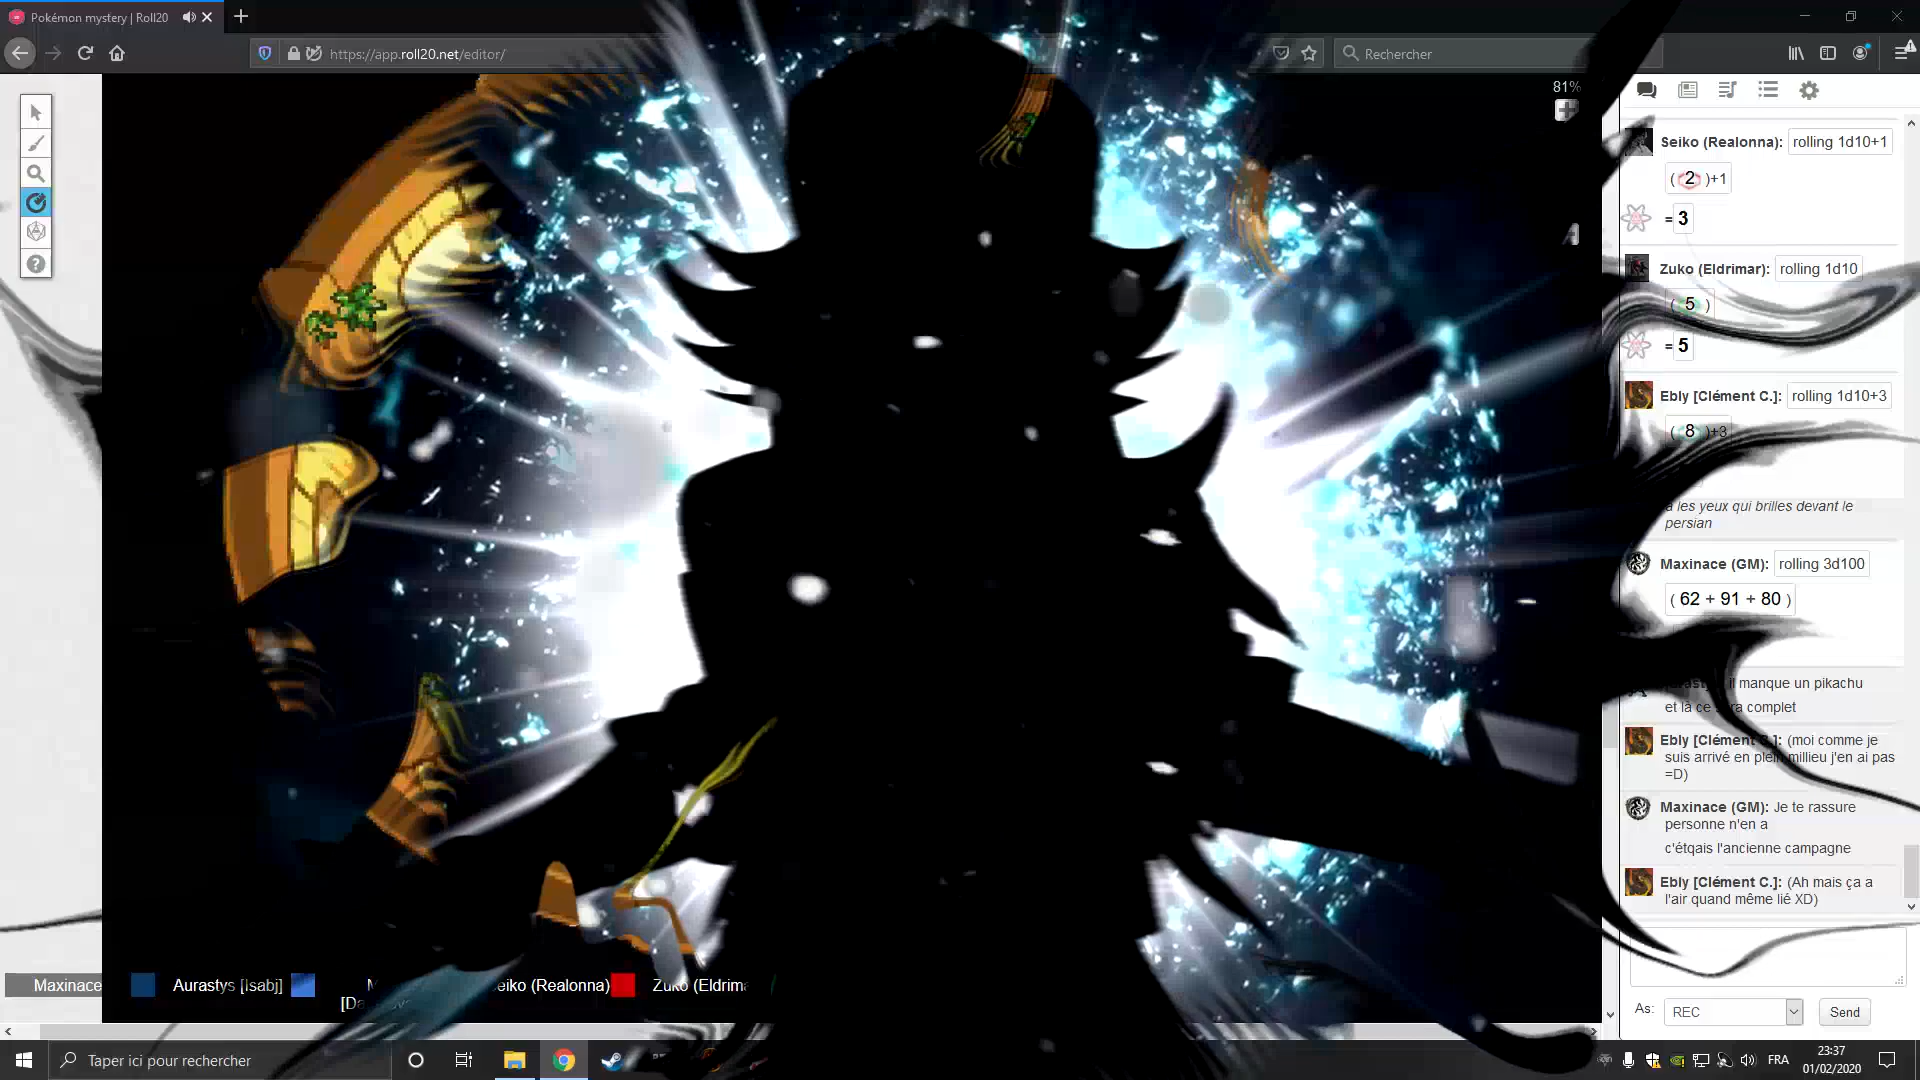 Pokémon mystery | Roll20
https://app.roll20.net/editor/
Rechercher
81%
Seiko (Realonna): rolling 1d10+1
( 2 )+1
= 3
Zuko (Eldrimar): rolling 1d10
( 5 )
= 5
Ebly [Clément C.]: rolling 1d10+3
( 8 )+3
a les yeux qui brilles devant le
persian
Maxinace (GM): rolling 3d100
( 62 + 91 + 80 )
il manque un pikachu
et là ce sera complet
Ebly [Clément C.]: (moi comme je
suis arrivé en plein millieu j'en ai pas
=D)
Maxinace (GM): Je te rassure
personne n'en a
c'étqais l'ancienne campagne
Ebly [Clément C.]: (Ah mais ça a
l'air quand même lié XD)
Maxinace
Aurastys [Isabj]
eiko (Realonna)
Zuko (Eldrima
As:
REC
Send
Taper ici pour rechercher
FRA
23:37
01/02/2020